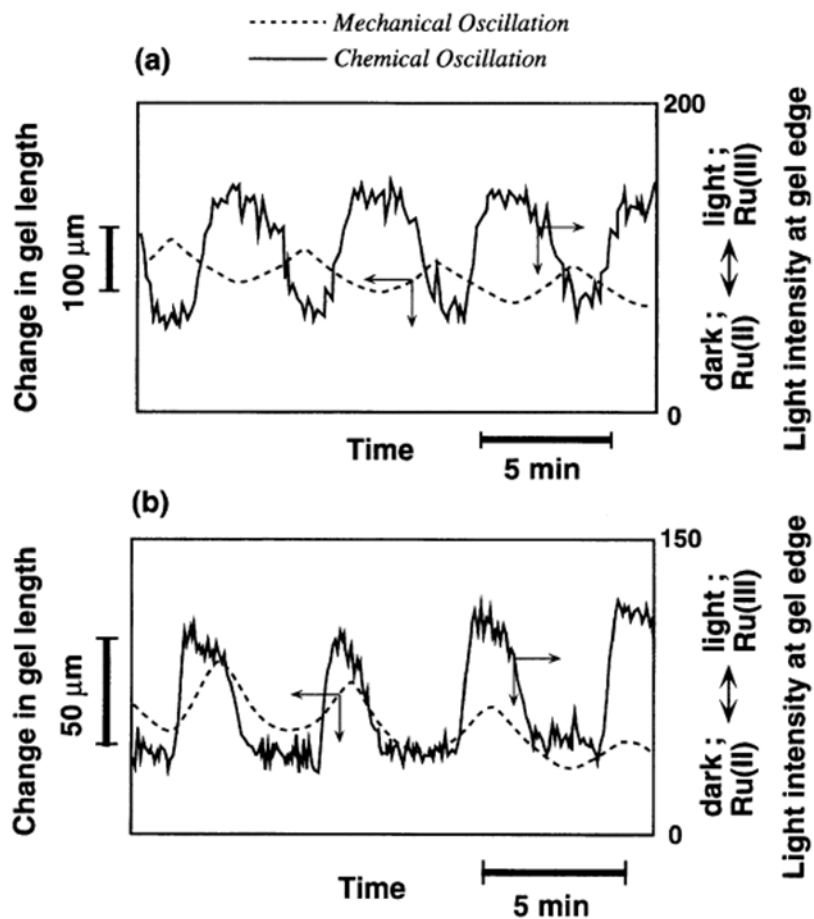 Mechanical Oscillation
Chemical Oscillation
(a)
200
Change in gel length
100 μm
light ;
Ru(III)
dark ;
Ru(II)
Light intensity at gel edge
0
Time
5 min
(b)
150
Change in gel length
50 μm
light ;
Ru(III)
dark ;
Ru(II)
Light intensity at gel edge
0
Time
5 min